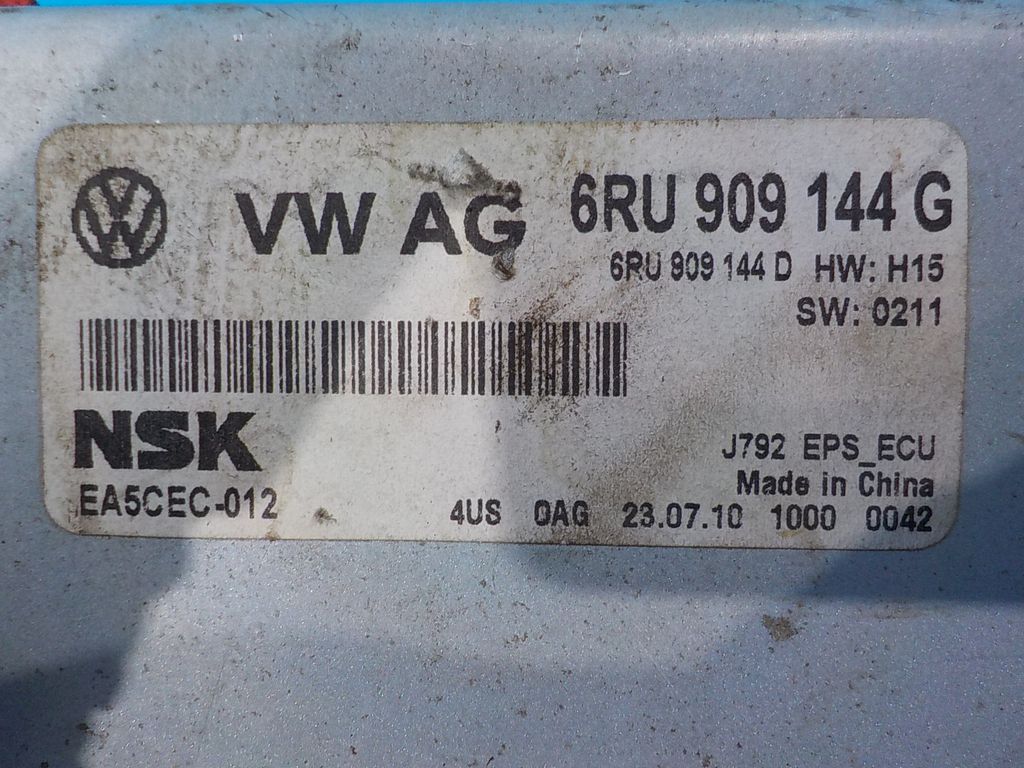 VW AG 6RU 909 144 G
6RU 909 144 D HW: H15
SW: 0211
NSK
J792 EPS_ECU
Made in China
EA5CEC-012
4US 0AG 23.07.10 1000 0042